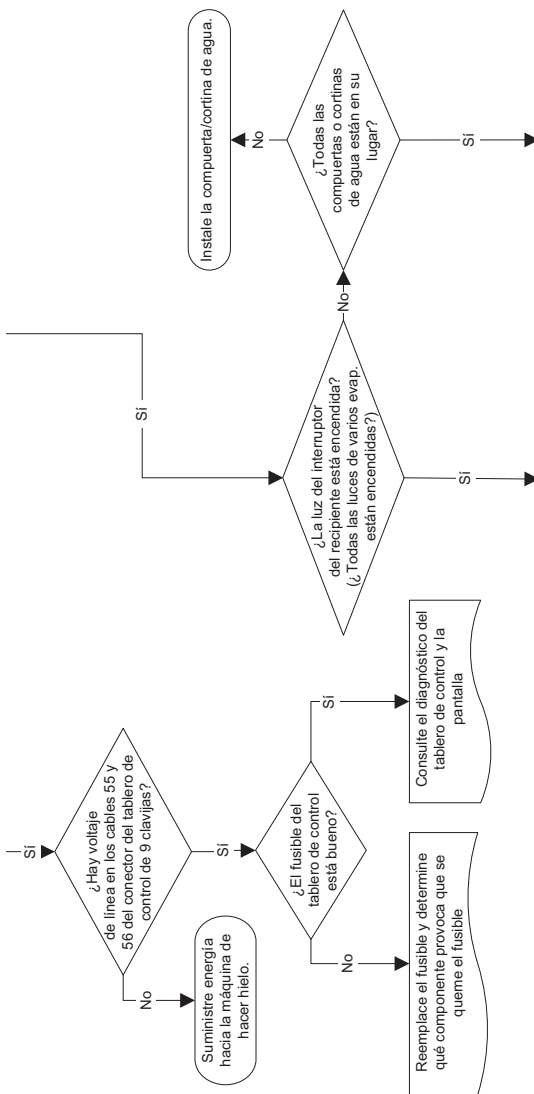 Sí
¿Hay voltaje
de línea en los cables 55 y
56 del conector del tablero de
control de 9 clavijas?
No
Suministre energía
hacia la máquina de
hacer hielo.
Sí
¿El fusible del
tablero de control
está bueno?
No
Reemplace el fusible y determine
qué componente provoca que se
queme el fusible
Sí
Consulte el diagnóstico del
tablero de control y la
pantalla
Sí
¿La luz del interruptor
del recipiente está encendida?
(¿Todas las luces de varios evap.
están encendidas?)
Sí
No
¿Todas las
compuertas o cortinas
de agua están en su
lugar?
No
Instale la compuerta/cortina de agua.
Sí